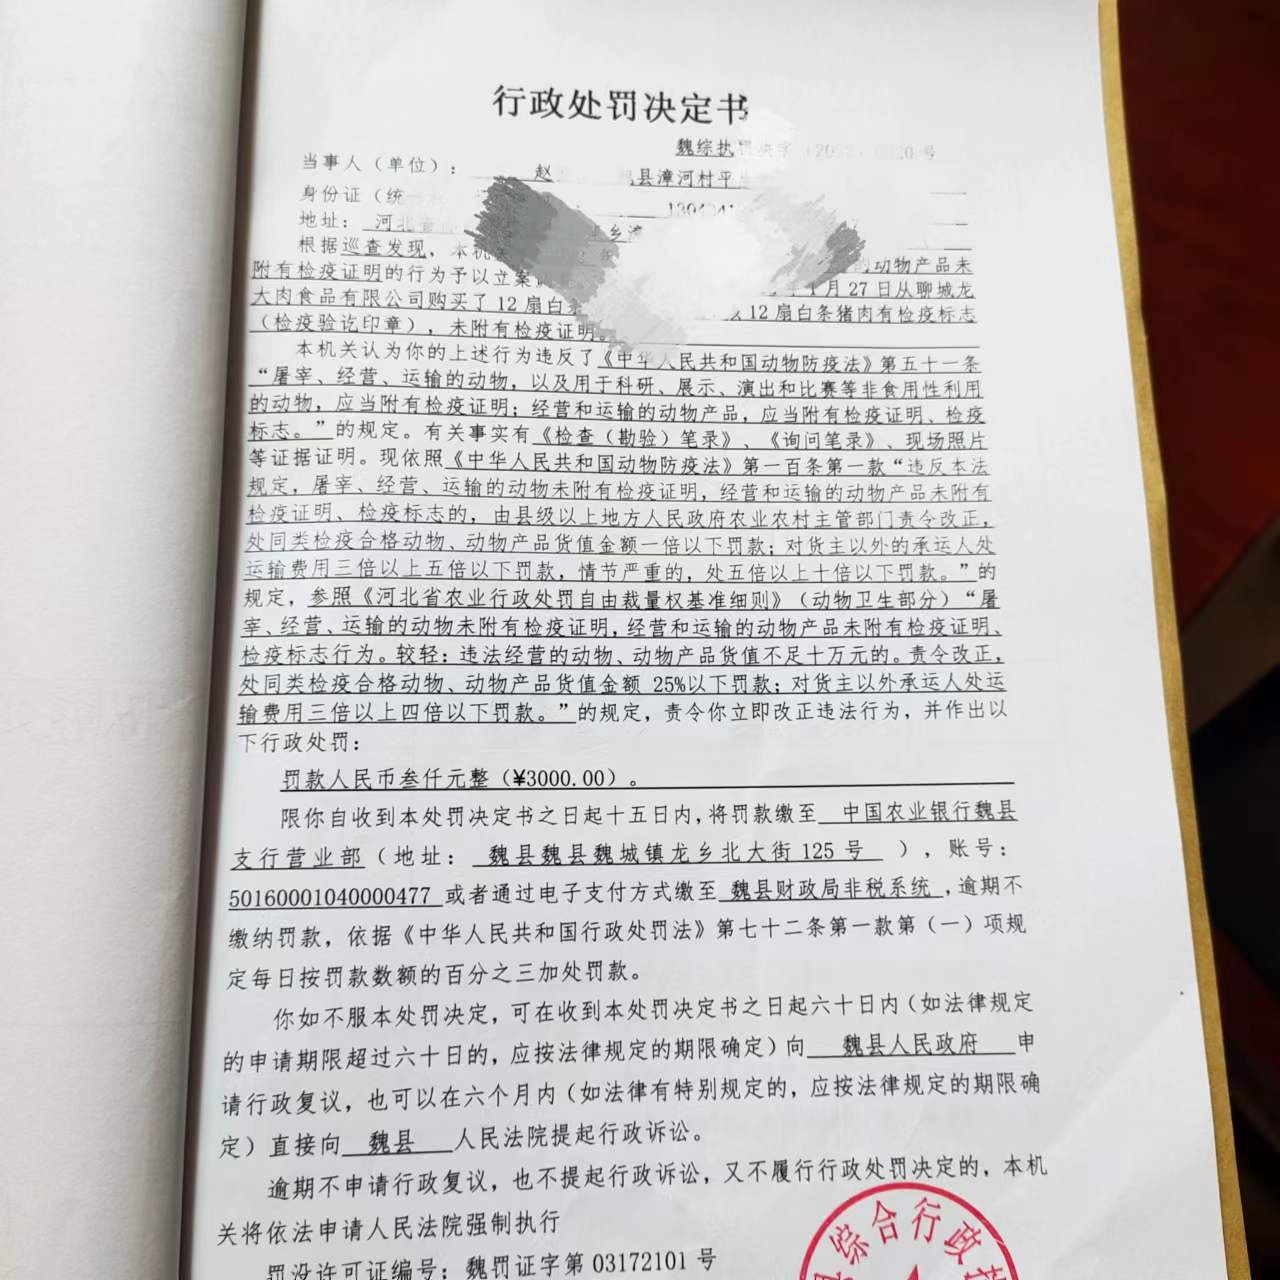 行政处罚决定书
魏综执罚决字 20号
当事人（单位）： 赵 县漳河村平
身份证（统 130424
地址： 河北省 乡
根据巡查发现，本机 的动物产品未
附有检疫证明的行为予以立案 月27日从聊城龙
大肉食品有限公司购买了12扇白条 12扇白条猪肉有检疫标志
（检疫验讫印章），未附有检疫证明。
本机关认为你的上述行为违反了《中华人民共和国动物防疫法》第五十一条
“屠宰、经营、运输的动物，以及用于科研、展示、演出和比赛等非食用性利用
的动物，应当附有检疫证明；经营和运输的动物产品，应当附有检疫证明、检疫
标志。”的规定。有关事实有《检查（勘验）笔录》、《询问笔录》、现场照片
等证据证明。现依照《中华人民共和国动物防疫法》第一百条第一款“违反本法
规定，屠宰、经营、运输的动物未附有检疫证明，经营和运输的动物产品未附有
检疫证明、检疫标志的，由县级以上地方人民政府农业农村主管部门责令改正，
处同类检疫合格动物、动物产品货值金额一倍以下罚款；对货主以外的承运人处
运输费用三倍以上五倍以下罚款，情节严重的，处五倍以上十倍以下罚款。”的
规定，参照《河北省农业行政处罚自由裁量权基准细则》（动物卫生部分）“屠
宰、经营、运输的动物未附有检疫证明，经营和运输的动物产品未附有检疫证明、
检疫标志行为。较轻：违法经营的动物、动物产品货值不足十万元的。责令改正，
处同类检疫合格动物、动物产品货值金额 25%以下罚款；对货主以外承运人处运
输费用三倍以上四倍以下罚款。”的规定，责令你立即改正违法行为，并作出以
下行政处罚：
罚款人民币叁仟元整（¥3000.00）。
限你自收到本处罚决定书之日起十五日内，将罚款缴至 中国农业银行魏县
支行营业部（地址： 魏县魏县魏城镇龙乡北大街125号 ），账号：
50160001040000477 或者通过电子支付方式缴至 魏县财政局非税系统，逾期不
缴纳罚款，依据《中华人民共和国行政处罚法》第七十二条第一款第（一）项规
定每日按罚款数额的百分之三加处罚款。
你如不服本处罚决定，可在收到本处罚决定书之日起六十日内（如法律规定
的申请期限超过六十日的，应按法律规定的期限确定）向 魏县人民政府 申
请行政复议，也可以在六个月内（如法律有特别规定的，应按法律规定的期限确
定）直接向 魏县 人民法院提起行政诉讼。
逾期不申请行政复议，也不提起行政诉讼，又不履行行政处罚决定的，本机
关将依法申请人民法院强制执行
罚没许可证编号：魏罚证字第03172101号
县综合行政执